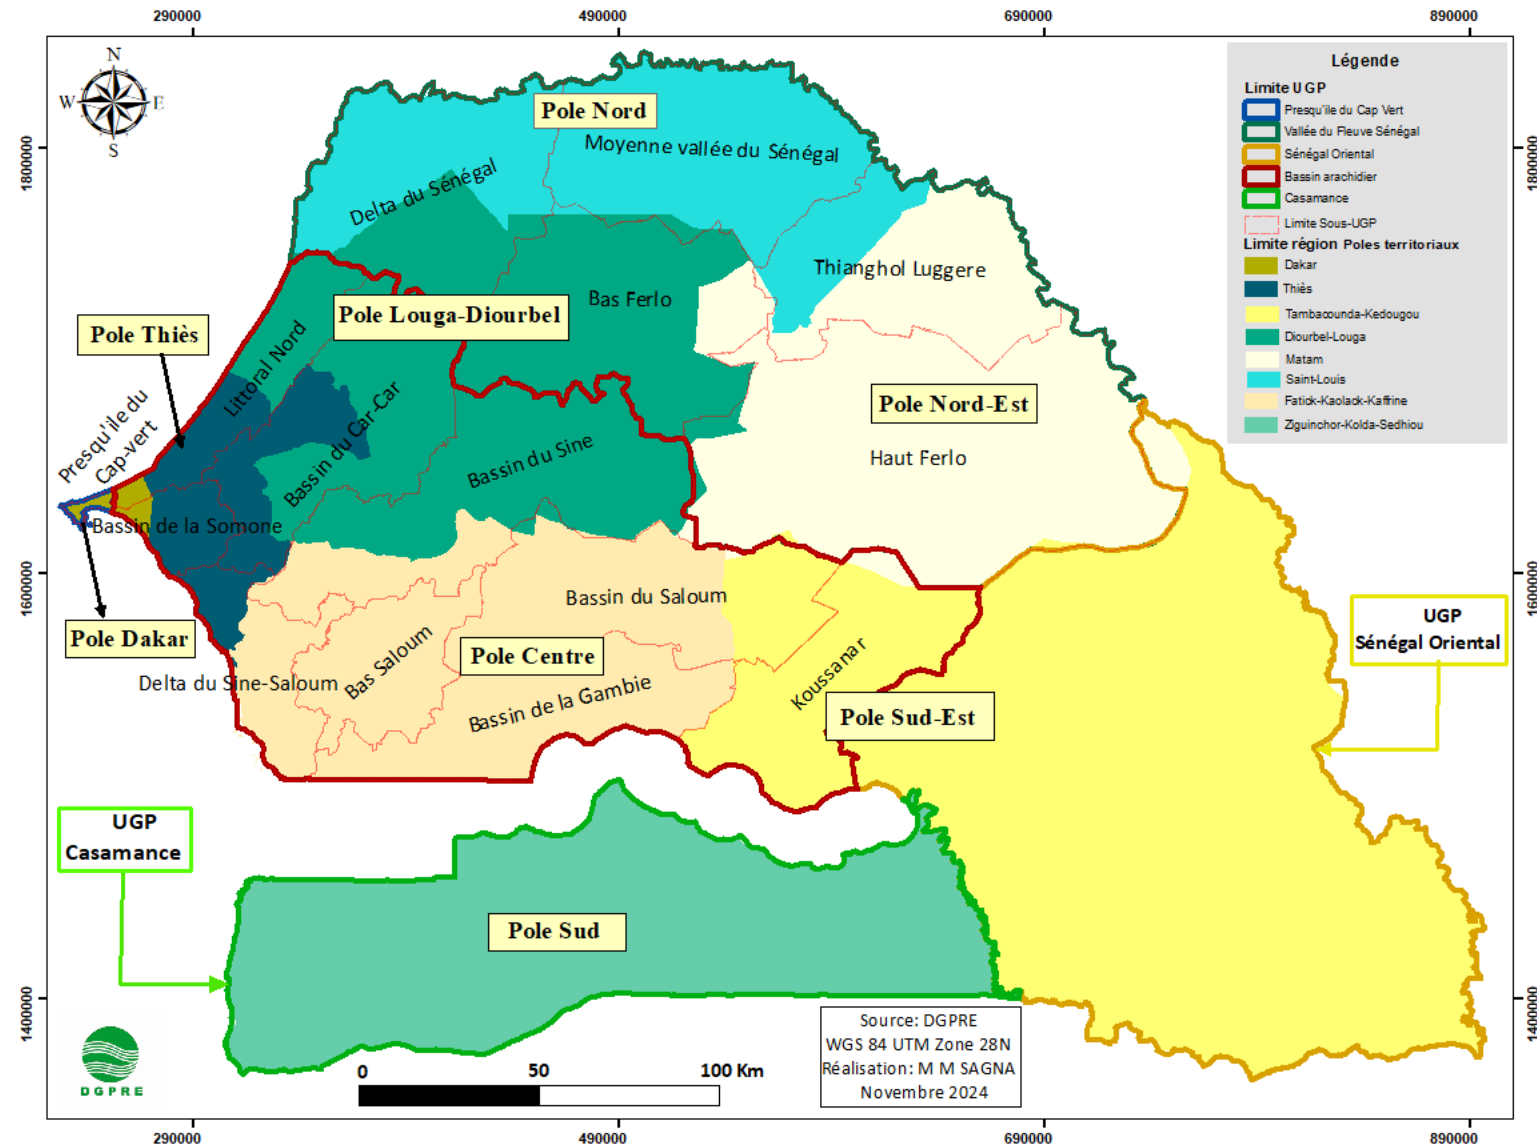 290000
490000
690000
890000
N
W
E
S
1800000
1800000
1600000
1600000
1400000
1400000
Légende
Limite UGP
Presqu'ile du Cap Vert
Vallée du Fleuve Sénégal
Sénégal Oriental
Bassin arachidier
Casamance
Limite Sous-UGP
Limite région Poles territoriaux
Dakar
Thiès
Tambacounda-Kedougou
Diourbel-Louga
Matam
Saint-Louis
Fatick-Kaolack-Kaffrine
Ziguinchor-Kolda-Sedhiou
Pole Nord
Moyenne vallée du Sénégal
Delta du Sénégal
Thianghol Luggere
Bas Ferlo
Pole Louga-Diourbel
Pole Thiès
Littoral Nord
Presqu'ile du
Cap-vert
Bassin du Car-Car
Pole Nord-Est
Haut Ferlo
Bassin du Sine
Bassin de la Somone
Bassin du Saloum
Pole Dakar
Pole Centre
Bas Saloum
Delta du Sine-Saloum
Bassin de la Gambie
Koussanar
Pole Sud-Est
UGP
Sénégal Oriental
UGP
Casamance
Pole Sud
DGPRE
0
50
100 Km
Source: DGPRE
WGS 84 UTM Zone 28N
Réalisation: M M SAGNA
Novembre 2024
290000
490000
690000
890000